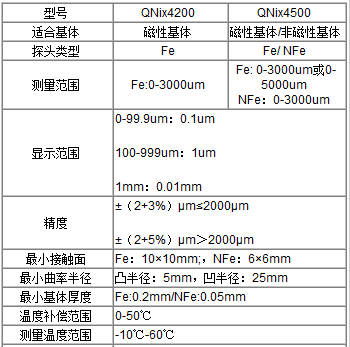 型号 QNix4200 QNix4500
适合基体 磁性基体 磁性基体/非磁性基体
探头类型 Fe Fe/ NFe
测量范围 Fe:0-3000um Fe: 0-3000um或0-
5000um
NFe：0-3000um
显示范围 0-99.9um：0.1um
100-999um：1um
1mm：0.01mm
精度 ±（2+3%）μm≤2000μm
±（2+5%）μm＞2000μm
最小接触面 Fe：10×10mm;，NFe：6×6mm
最小曲率半径 凸半径：5mm，凹半径：25mm
最小基体厚度 Fe:0.2mm/NFe:0.05mm
温度补偿范围 0-50℃
测量温度范围 -10℃-60℃